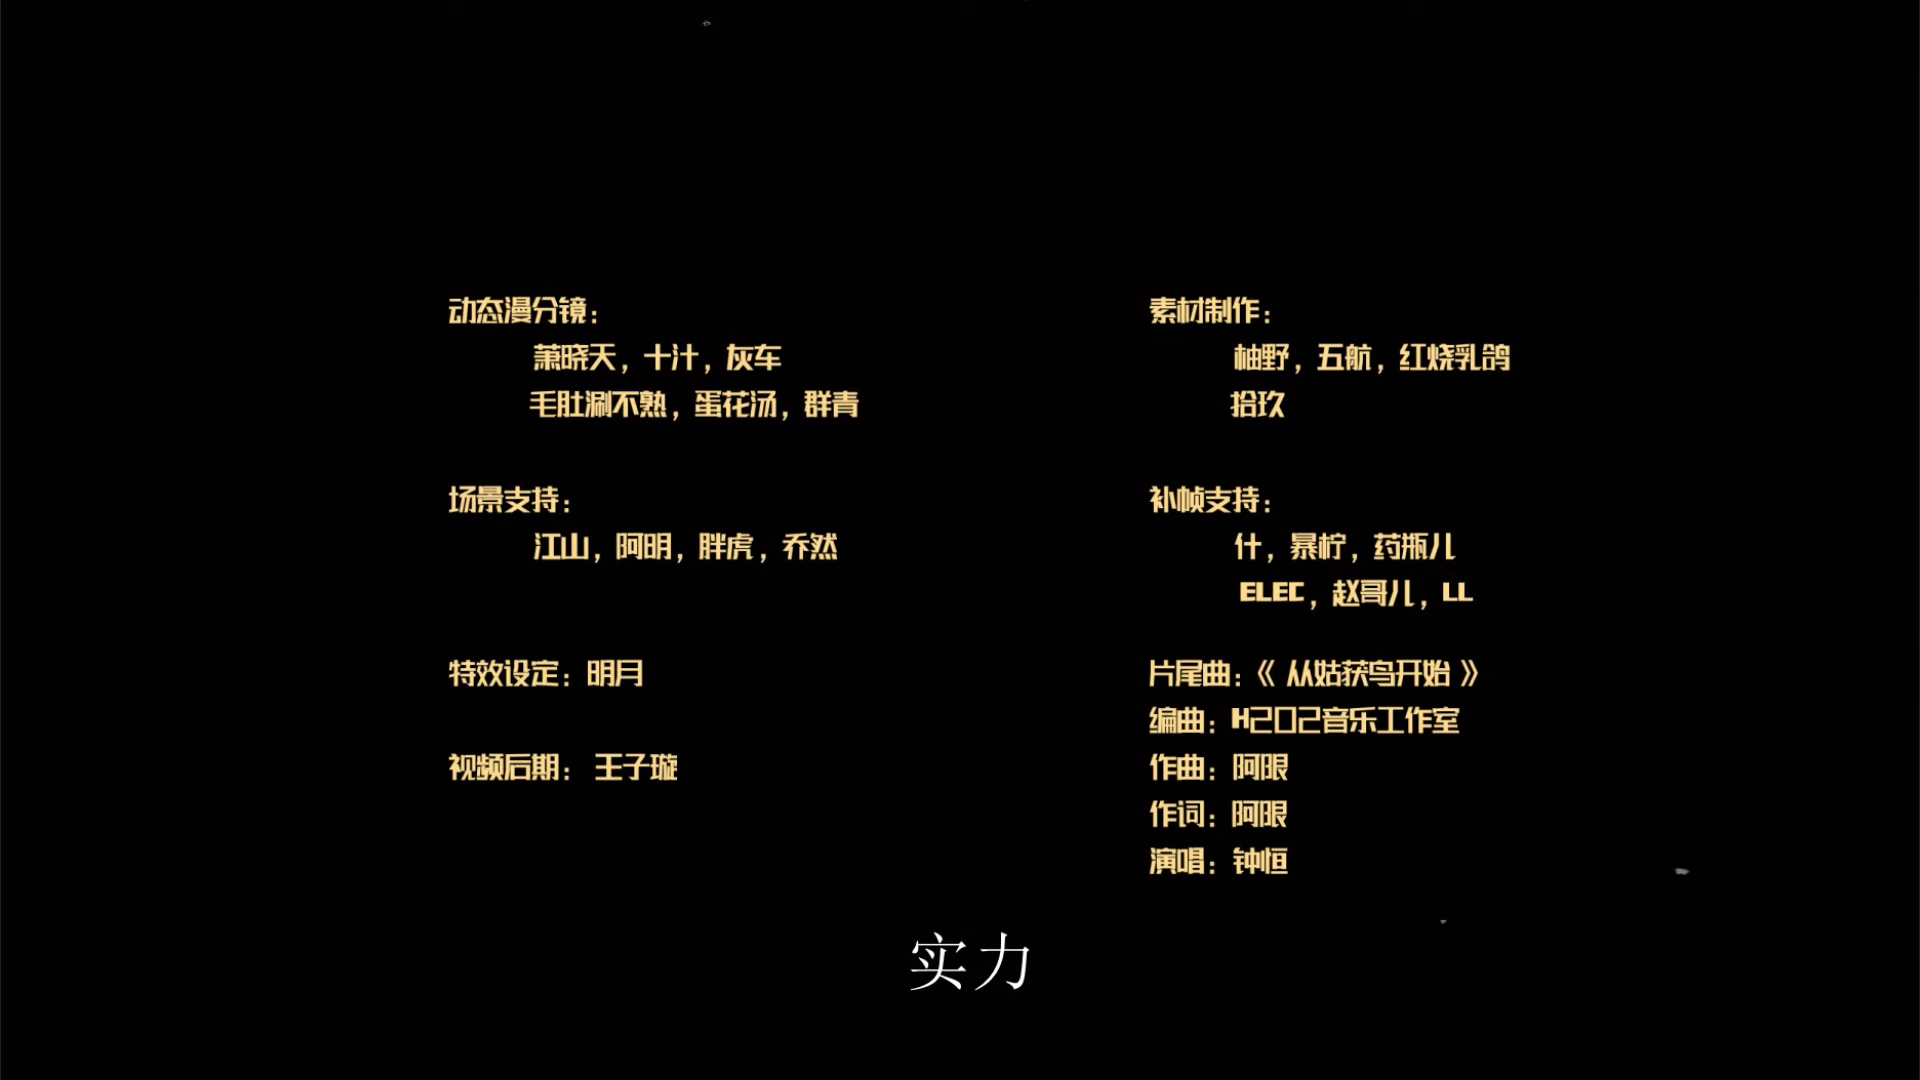 动态漫分镜：
萧晓天，十汁，灰车
毛肚涮不熟，蛋花汤，群青
场景支持：
江山，阿明，胖虎，乔然
特效设定：明月
视频后期： 王子璇
素材制作：
柚野，五航，红烧乳鸽
拾玖
补帧支持：
什，暴柠，药瓶儿
ELEC，赵哥儿，LL
片尾曲：《 从姑获鸟开始 》
编曲：H202音乐工作室
作曲：阿限
作词：阿限
演唱：钟恒
实力